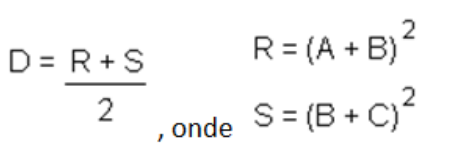 D = R + S / 2 , onde
R = (A + B)²
S = (B + C)²